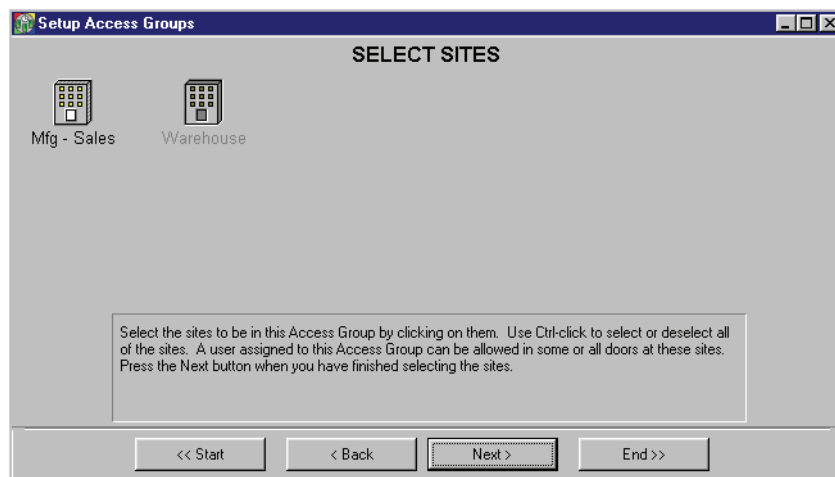 Setup Access Groups
SELECT SITES
Mfg - Sales
Warehouse
Select the sites to be in this Access Group by clicking on them.  Use Ctrl-click to select or deselect all
of the sites.  A user assigned to this Access Group can be allowed in some or all doors at these sites.
Press the Next button when you have finished selecting the sites.
<< Start
< Back
Next >
End >>